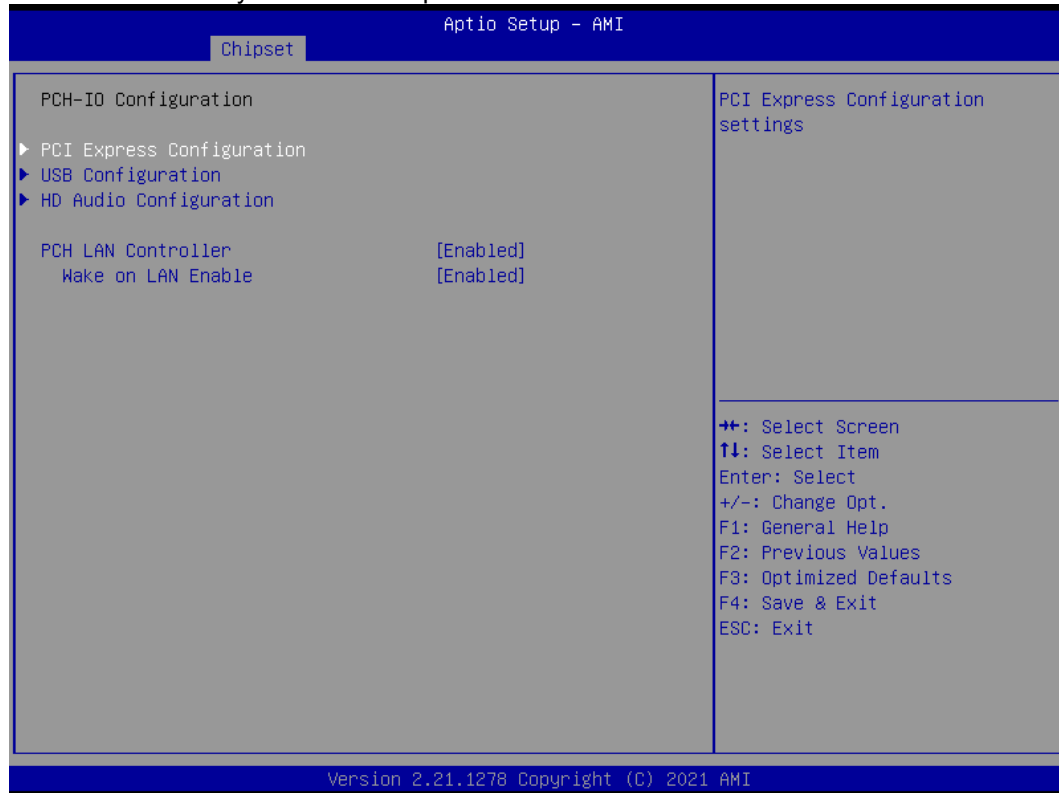 Aptio Setup – AMI
Chipset
PCH-IO Configuration
▶ PCI Express Configuration
▶ USB Configuration
▶ HD Audio Configuration
PCH LAN Controller [Enabled]
Wake on LAN Enable [Enabled]
PCI Express Configuration
settings
→←: Select Screen
↑↓: Select Item
Enter: Select
+/-: Change Opt.
F1: General Help
F2: Previous Values
F3: Optimized Defaults
F4: Save & Exit
ESC: Exit
Version 2.21.1278 Copyright (C) 2021 AMI